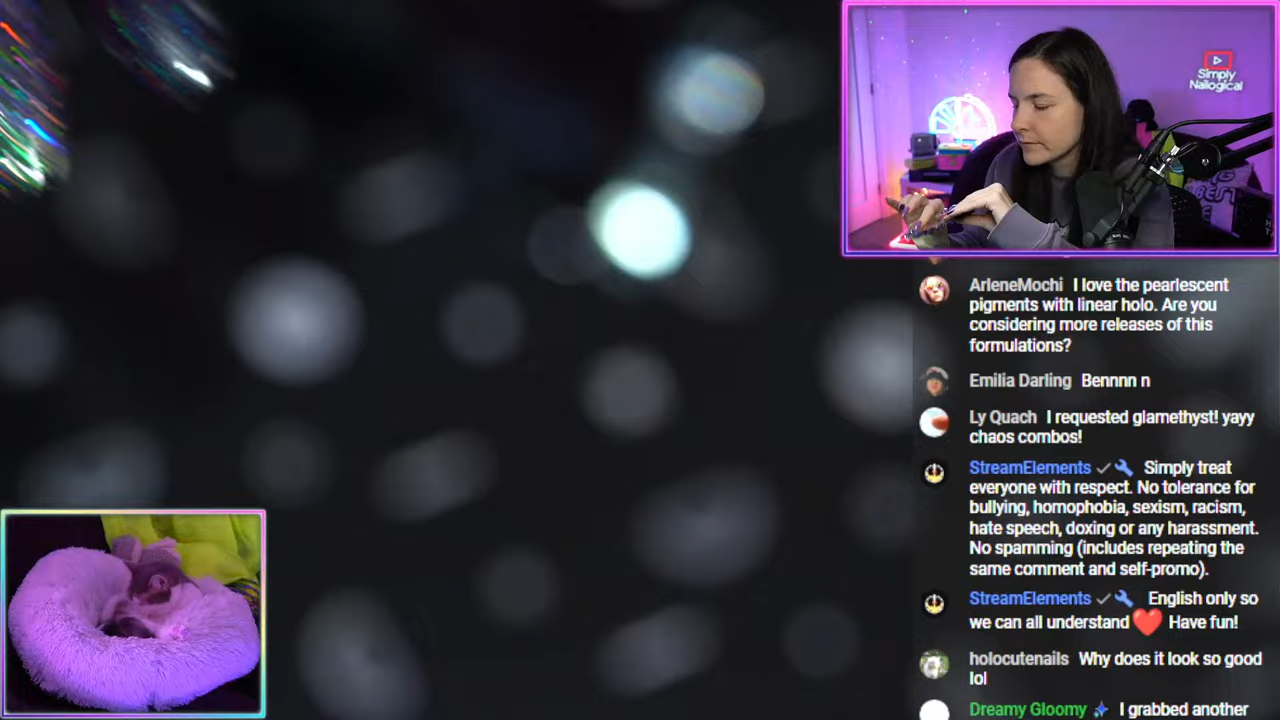 Simply
Nailogical
ArleneMochi I love the pearlescent
pigments with linear holo. Are you
considering more releases of this
formulations?
Emilia Darling Bennnn n
Ly Quach I requested glamethyst! yayy
chaos combos!
StreamElements Simply treat
everyone with respect. No tolerance for
bullying, homophobia, sexism, racism,
hate speech, doxing or any harassment.
No spamming (includes repeating the
same comment and self-promo).
StreamElements English only so
we can all understand ❤️ Have fun!
holocutenails Why does it look so good
lol
Dreamy Gloomy I grabbed another